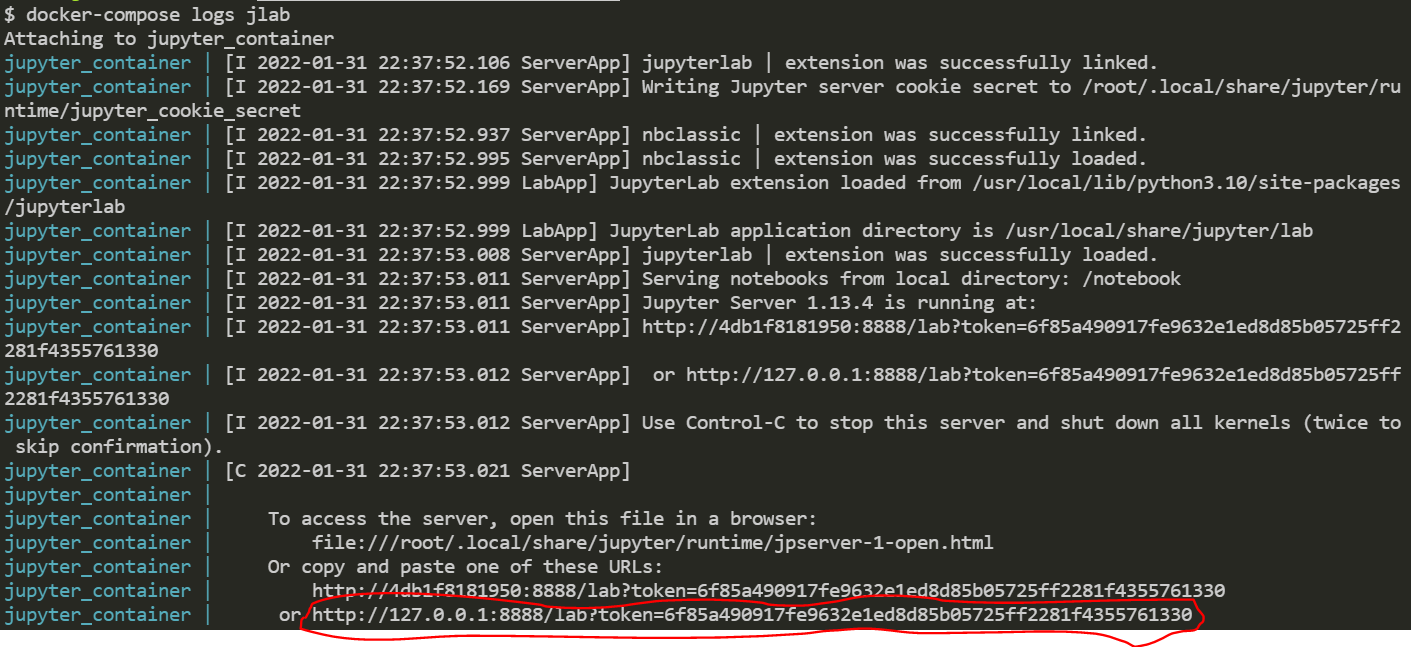 $ docker-compose logs jlab
Attaching to jupyter_container
jupyter_container | [I 2022-01-31 22:37:52.106 ServerApp] jupyterlab | extension was successfully linked.
jupyter_container | [I 2022-01-31 22:37:52.169 ServerApp] Writing Jupyter server cookie secret to /root/.local/share/jupyter/ru
ntime/jupyter_cookie_secret
jupyter_container | [I 2022-01-31 22:37:52.937 ServerApp] nbclassic | extension was successfully linked.
jupyter_container | [I 2022-01-31 22:37:52.995 ServerApp] nbclassic | extension was successfully loaded.
jupyter_container | [I 2022-01-31 22:37:52.999 LabApp] JupyterLab extension loaded from /usr/local/lib/python3.10/site-packages
/jupyterlab
jupyter_container | [I 2022-01-31 22:37:52.999 LabApp] JupyterLab application directory is /usr/local/share/jupyter/lab
jupyter_container | [I 2022-01-31 22:37:53.008 ServerApp] jupyterlab | extension was successfully loaded.
jupyter_container | [I 2022-01-31 22:37:53.011 ServerApp] Serving notebooks from local directory: /notebook
jupyter_container | [I 2022-01-31 22:37:53.011 ServerApp] Jupyter Server 1.13.4 is running at:
jupyter_container | [I 2022-01-31 22:37:53.011 ServerApp] http://4db1f8181950:8888/lab?token=6f85a490917fe9632e1ed8d85b05725ff2
281f4355761330
jupyter_container | [I 2022-01-31 22:37:53.012 ServerApp]  or http://127.0.0.1:8888/lab?token=6f85a490917fe9632e1ed8d85b05725ff
2281f4355761330
jupyter_container | [I 2022-01-31 22:37:53.012 ServerApp] Use Control-C to stop this server and shut down all kernels (twice to
 skip confirmation).
jupyter_container | [C 2022-01-31 22:37:53.021 ServerApp]
jupyter_container |
jupyter_container |     To access the server, open this file in a browser:
jupyter_container |         file:///root/.local/share/jupyter/runtime/jpserver-1-open.html
jupyter_container |     Or copy and paste one of these URLs:
jupyter_container |         http://4db1f8181950:8888/lab?token=6f85a490917fe9632e1ed8d85b05725ff2281f4355761330
jupyter_container |      or http://127.0.0.1:8888/lab?token=6f85a490917fe9632e1ed8d85b05725ff2281f4355761330